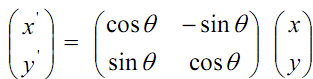 (x') = (cos θ  − sin θ) (x)
(y')   (sin θ  cos θ) (y)